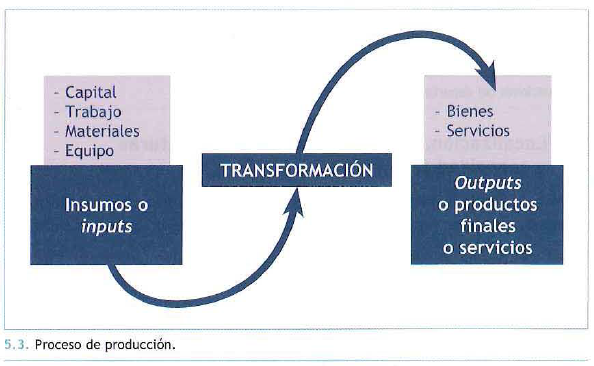 - Capital
- Trabajo
- Materiales
- Equipo
Insumos o
inputs
TRANSFORMACIÓN
- Bienes
- Servicios
Outputs
o productos
finales
o servicios
5.3. Proceso de producción.